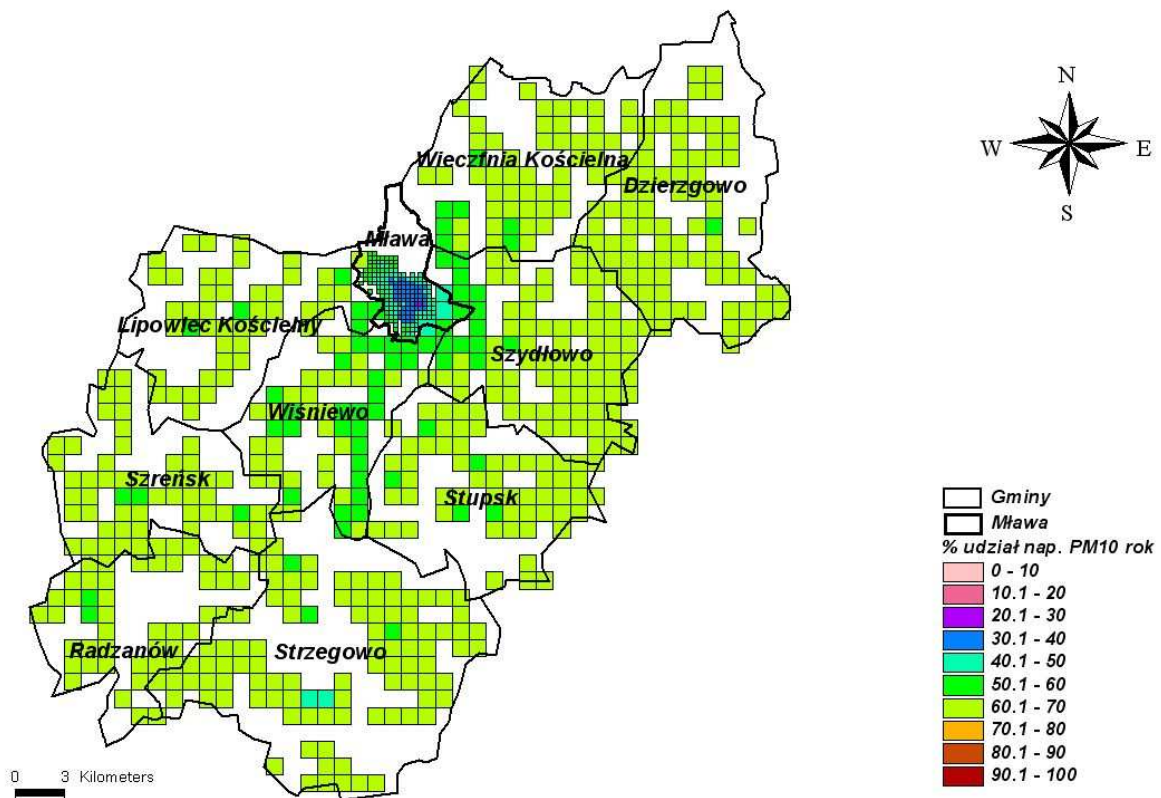 N
W E
S
Wieczfnia Kościelna
Dzierzgowo
Mława
Lipowiec Kościelny
Szydłowo
Wiśniewo
Szreńsk
Stupsk
Radzanów
Strzegowo
Gminy
Mława
% udział nap. PM10 rok
0 - 10
10.1 - 20
20.1 - 30
30.1 - 40
40.1 - 50
50.1 - 60
60.1 - 70
70.1 - 80
80.1 - 90
90.1 - 100
0 3 Kilometers